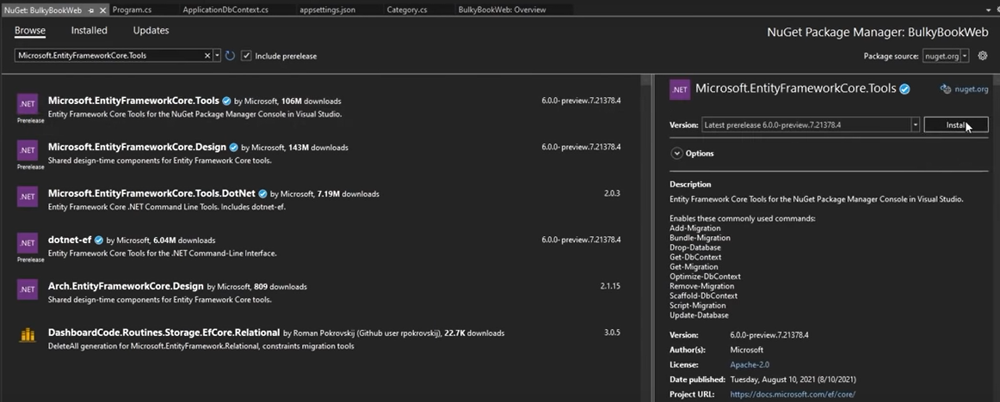 NuGet: BulkyBookWeb
Program.cs
ApplicationDbContext.cs
appsettings.json
Category.cs
BulkyBookWeb: Overview
Browse
Installed
Updates
NuGet Package Manager: BulkyBookWeb
Microsoft.EntityFrameworkCore.Tools
Include prerelease
Package source: nuget.org
.NET
Prerelease
Microsoft.EntityFrameworkCore.Tools by Microsoft, 106M downloads
6.0.0-preview.7.21378.4
Entity Framework Core Tools for the NuGet Package Manager Console in Visual Studio.
.NET
Prerelease
Microsoft.EntityFrameworkCore.Design by Microsoft, 143M downloads
6.0.0-preview.7.21378.4
Shared design-time components for Entity Framework Core tools.
.NET
Microsoft.EntityFrameworkCore.Tools.DotNet by Microsoft, 7.19M downloads
2.0.3
Entity Framework Core .NET Command Line Tools. Includes dotnet-ef.
.NET
Prerelease
dotnet-ef by Microsoft, 6.04M downloads
6.0.0-preview.7.21378.4
Entity Framework Core Tools for the .NET Command-Line Interface.
.NET
Arch.EntityFrameworkCore.Design by Microsoft, 809 downloads
2.1.15
Shared design-time components for Entity Framework Core tools.
DashboardCode.Routines.Storage.EfCore.Relational by Roman Pokrovskij (Github user rpokrovskij), 22.7K downloads
3.0.5
DeleteAll generation for Microsoft.EntityFramework.Relational, constraints migration tools
.NET
Microsoft.EntityFrameworkCore.Tools
nuget.org
Version:
Latest prerelease 6.0.0-preview.7.21378.4
Install
Options
Description
Entity Framework Core Tools for the NuGet Package Manager Console in Visual Studio.
Enables these commonly used commands:
Add-Migration
Bundle-Migration
Drop-Database
Get-DbContext
Get-Migration
Optimize-DbContext
Remove-Migration
Scaffold-DbContext
Script-Migration
Update-Database
Version: 6.0.0-preview.7.21378.4
Author(s): Microsoft
License: Apache-2.0
Date published: Tuesday, August 10, 2021 (8/10/2021)
Project URL: https://docs.microsoft.com/ef/core/